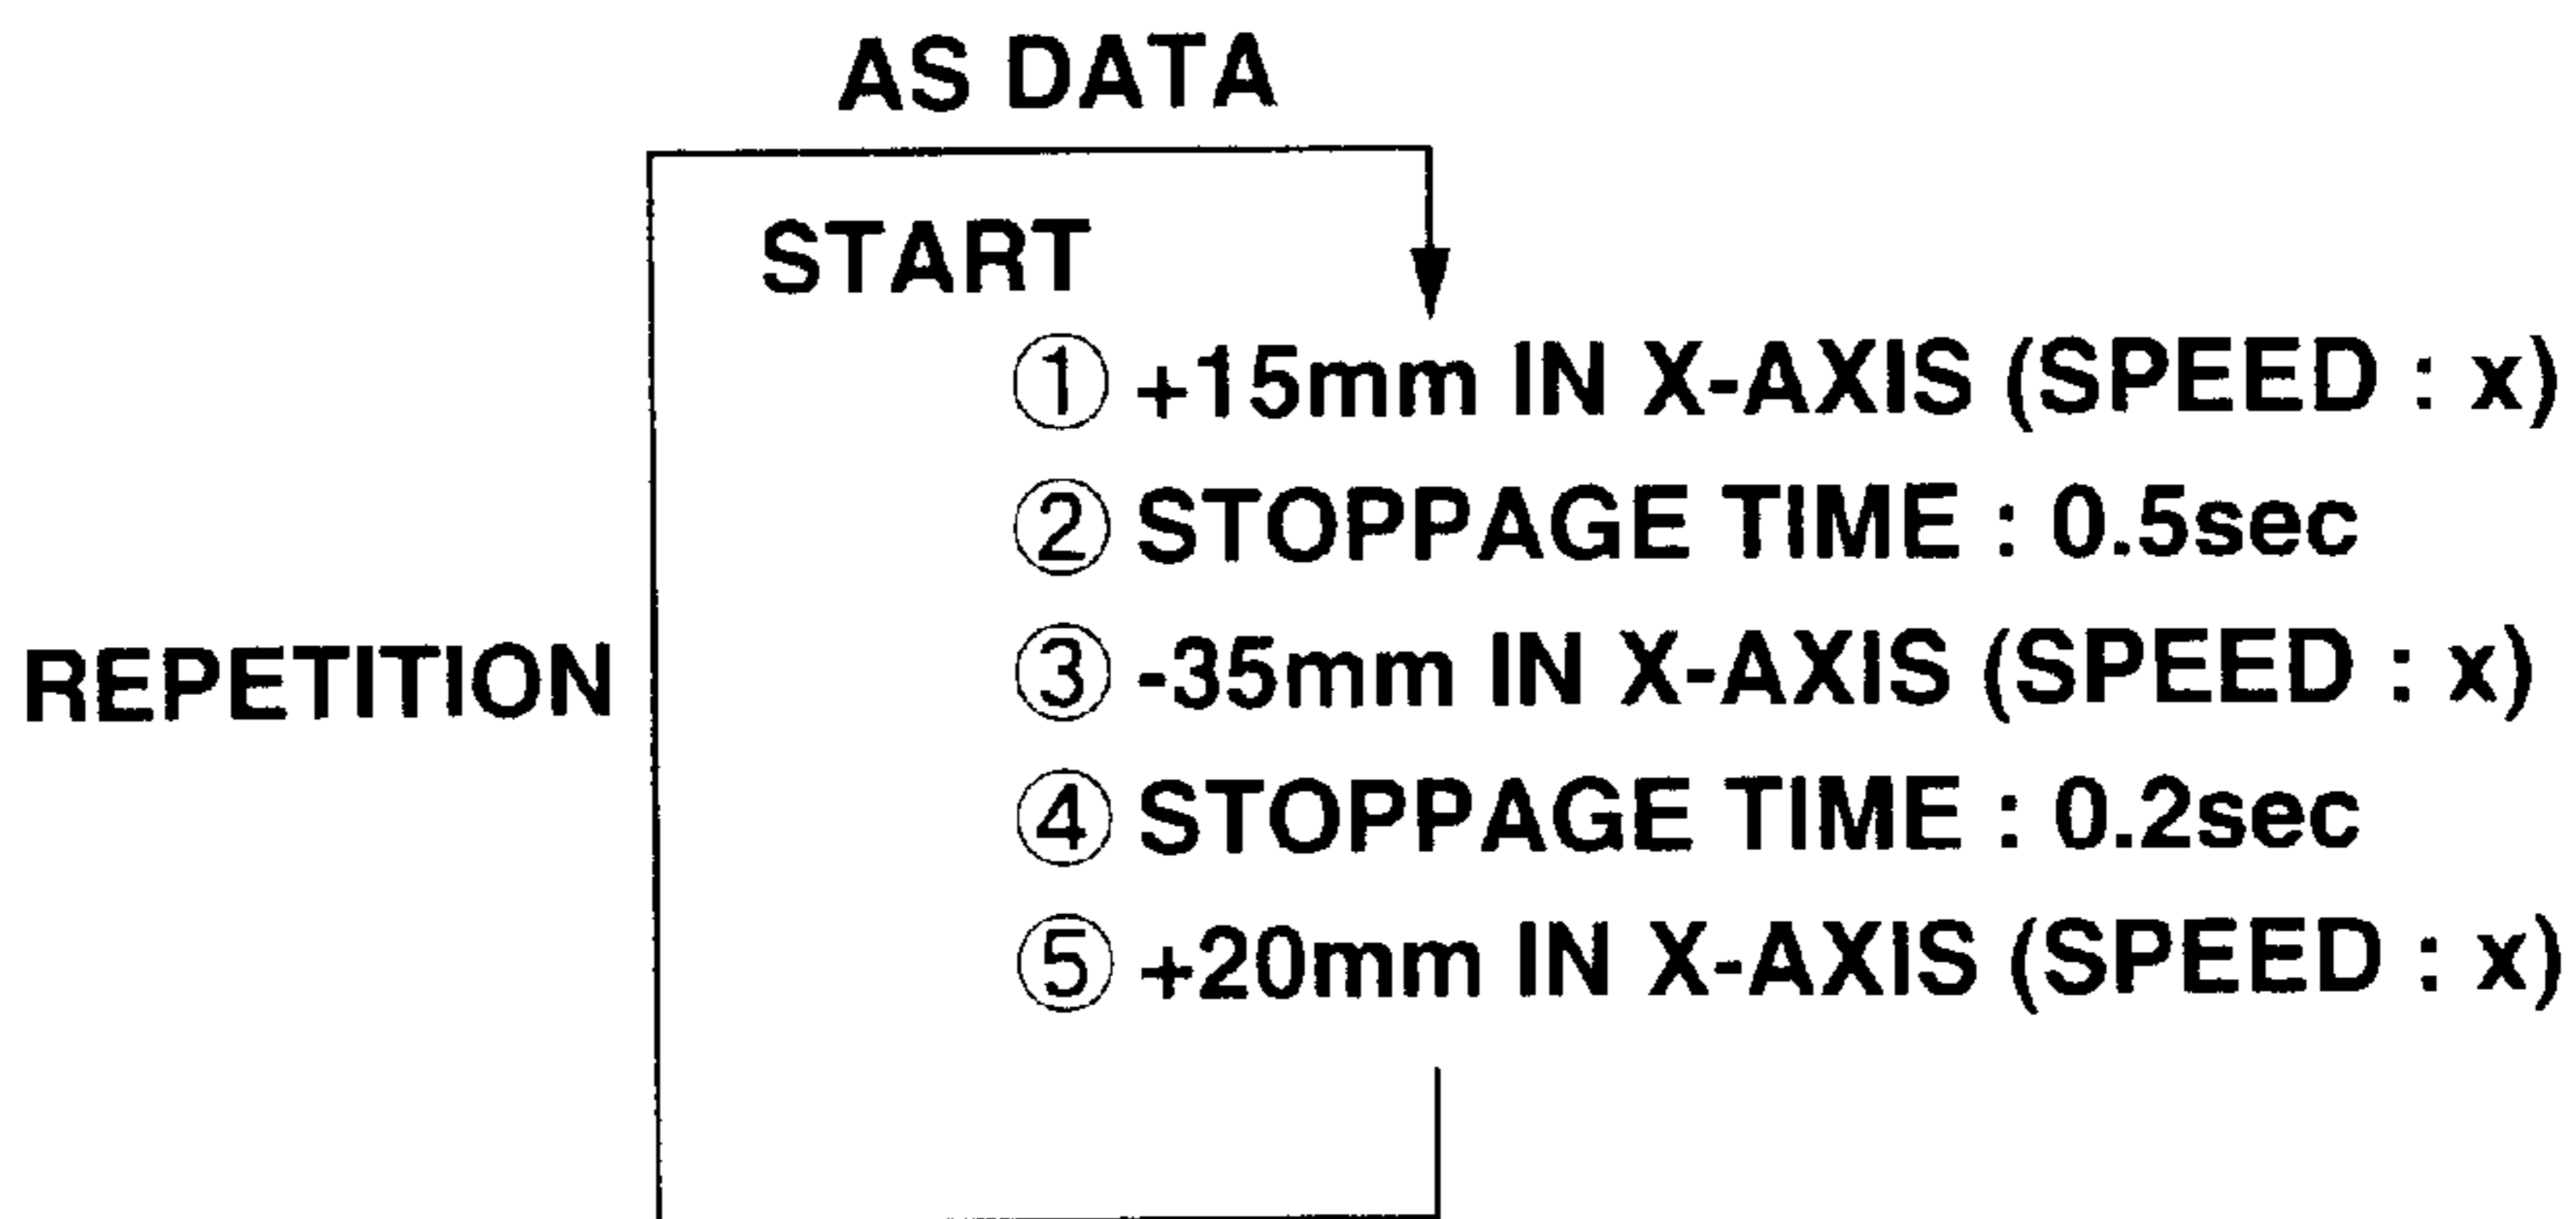 AS DATA
START
① +15mm IN X-AXIS (SPEED : x)
② STOPPAGE TIME : 0.5sec
REPETITION
③ -35mm IN X-AXIS (SPEED : x)
④ STOPPAGE TIME : 0.2sec
⑤ +20mm IN X-AXIS (SPEED : x)